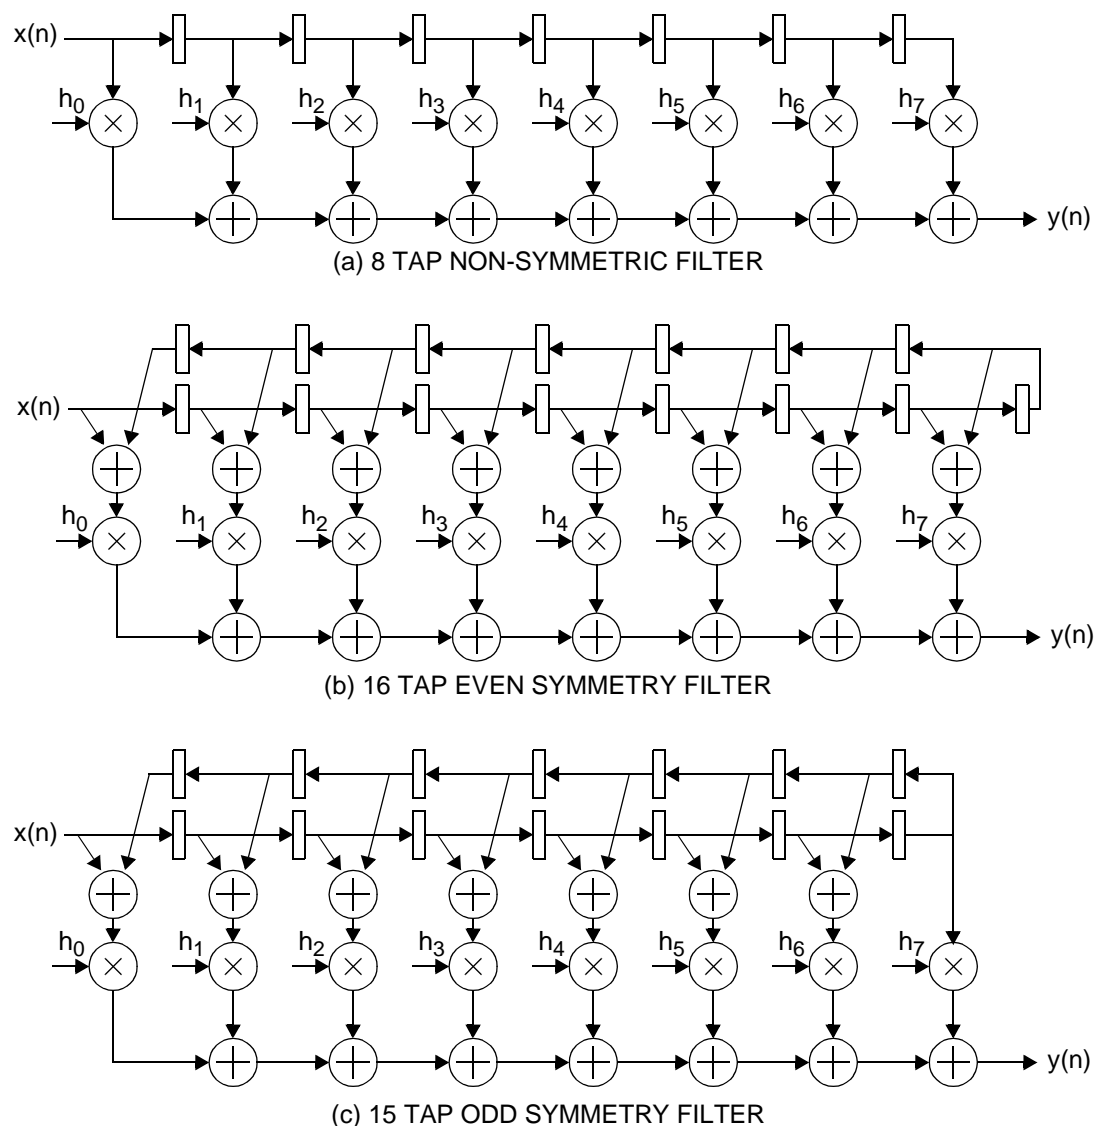 x(n)
h0 h1 h2 h3 h4 h5 h6 h7
y(n)
(a) 8 TAP NON-SYMMETRIC FILTER
x(n)
h0 h1 h2 h3 h4 h5 h6 h7
y(n)
(b) 16 TAP EVEN SYMMETRY FILTER
x(n)
h0 h1 h2 h3 h4 h5 h6 h7
y(n)
(c) 15 TAP ODD SYMMETRY FILTER